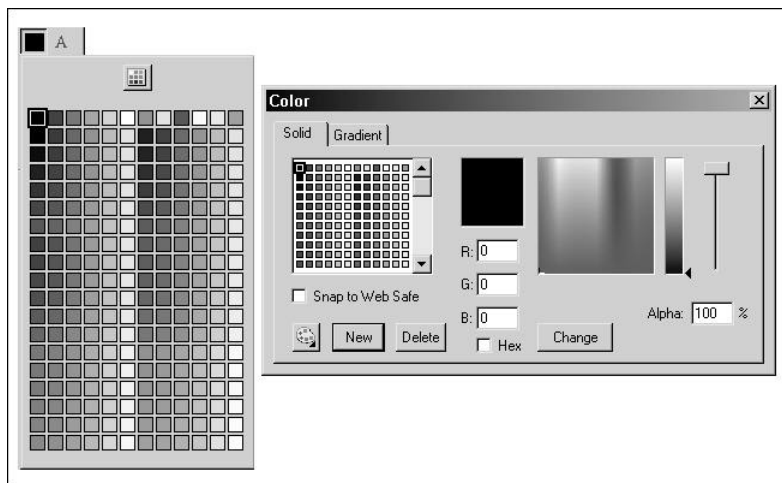 A
Color
Solid Gradient
R: 0
G: 0
B: 0
Snap to Web Safe
Alpha: 100 %
New Delete
Hex
Change